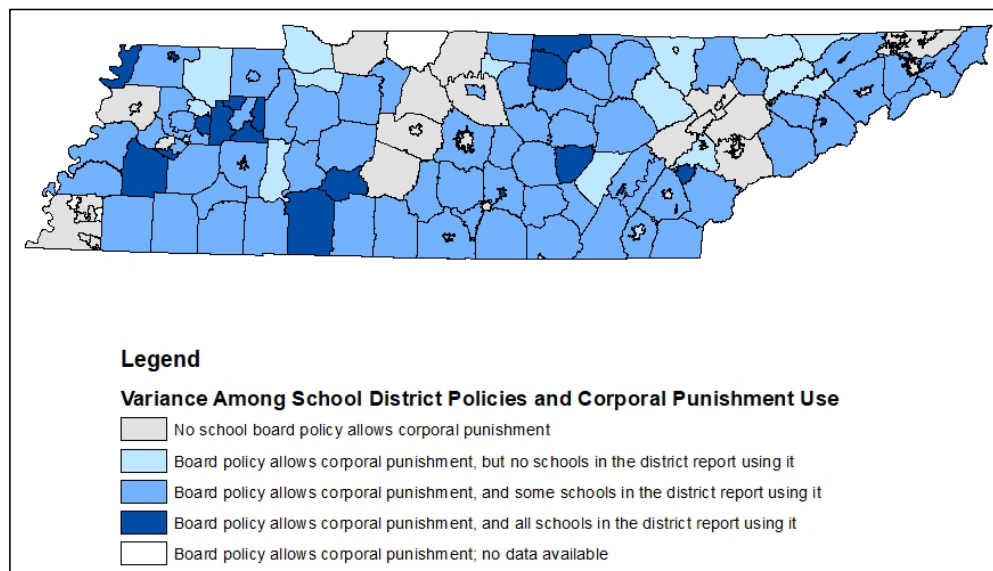 Legend
Variance Among School District Policies and Corporal Punishment Use
No school board policy allows corporal punishment
Board policy allows corporal punishment, but no schools in the district report using it
Board policy allows corporal punishment, and some schools in the district report using it
Board policy allows corporal punishment, and all schools in the district report using it
Board policy allows corporal punishment; no data available